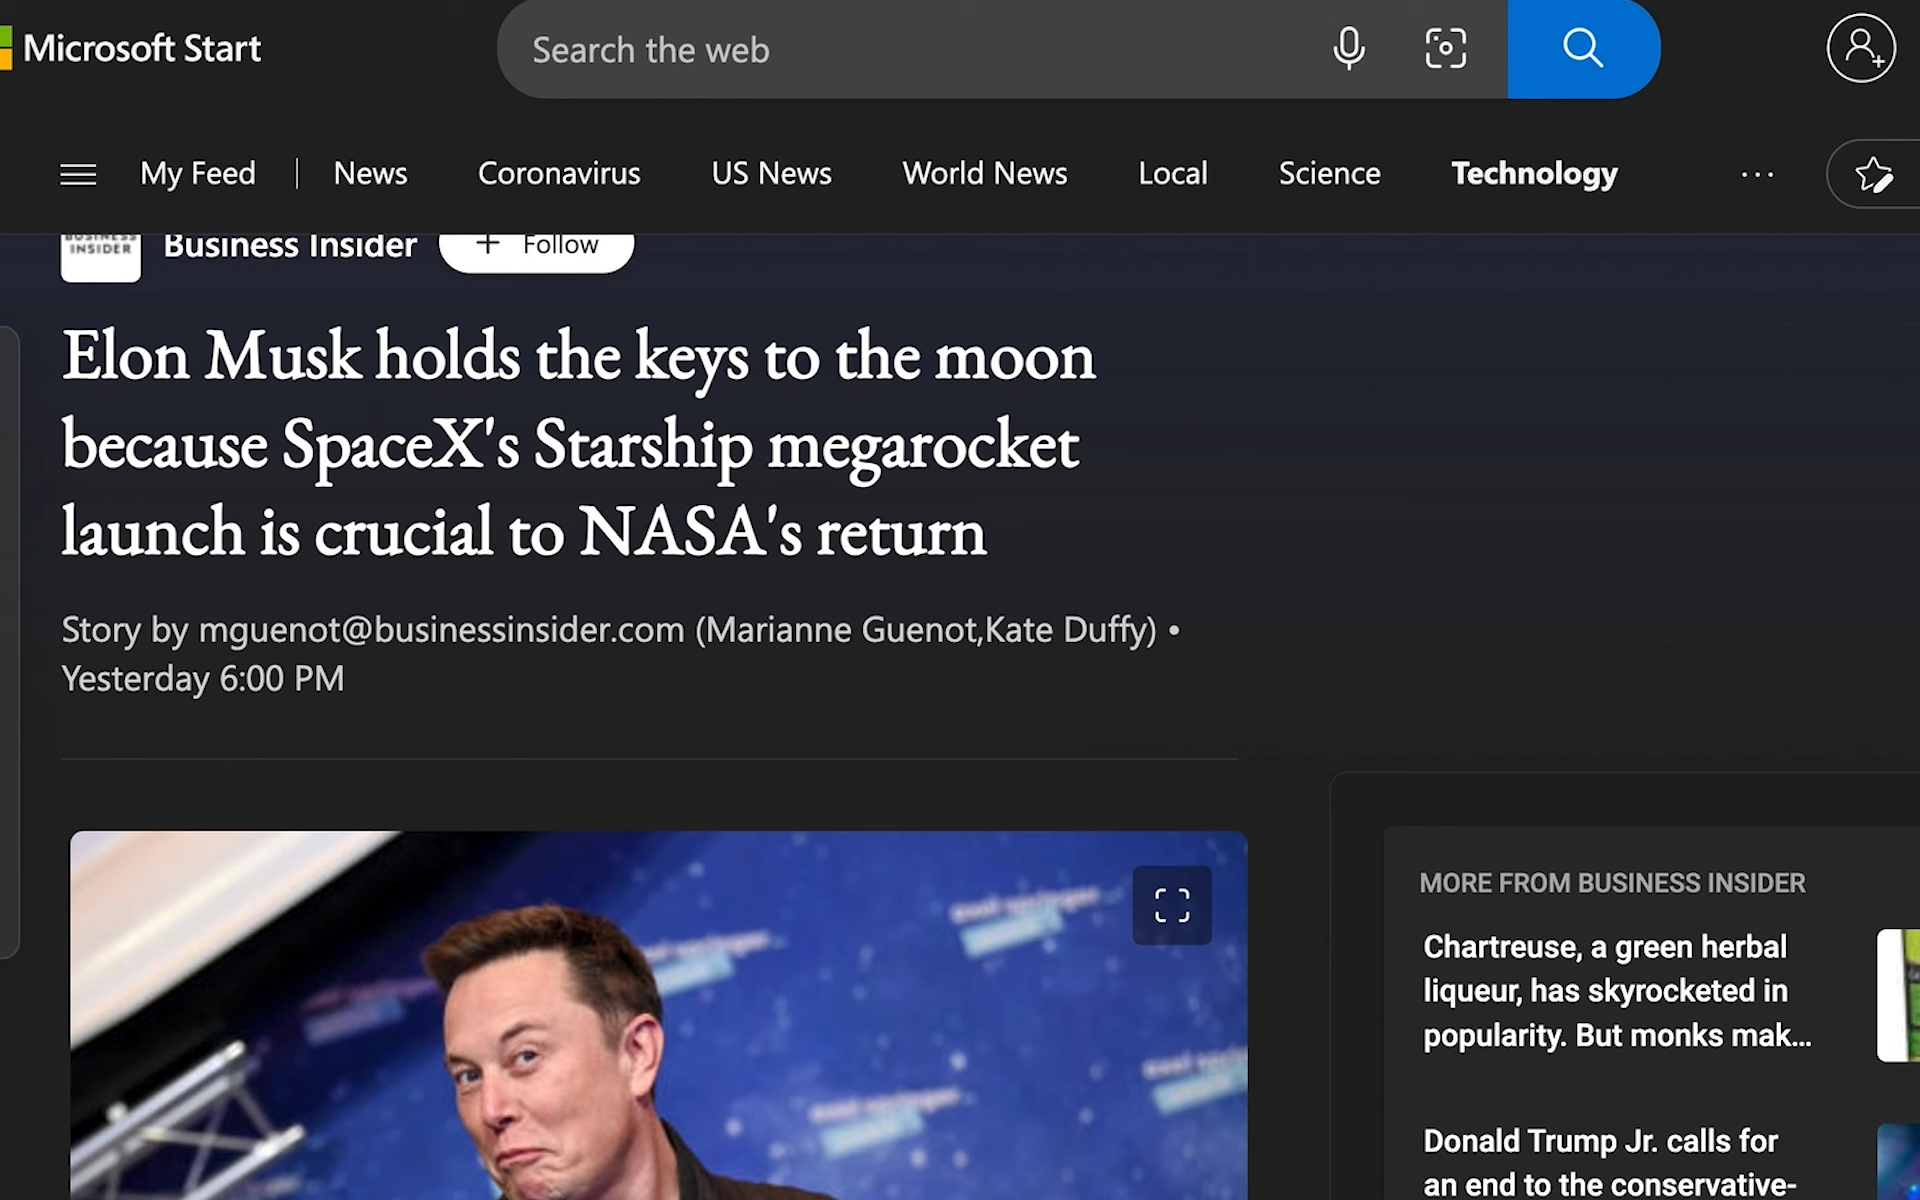 Microsoft Start
Search the web
My Feed
News
Coronavirus
US News
World News
Local
Science
Technology
BUSINESS
INSIDER
Business Insider
+ Follow
Elon Musk holds the keys to the moon
because SpaceX's Starship megarocket
launch is crucial to NASA's return
Story by mguenot@businessinsider.com (Marianne Guenot,Kate Duffy) •
Yesterday 6:00 PM
MORE FROM BUSINESS INSIDER
Chartreuse, a green herbal
liqueur, has skyrocketed in
popularity. But monks mak...
Donald Trump Jr. calls for
an end to the conservative-